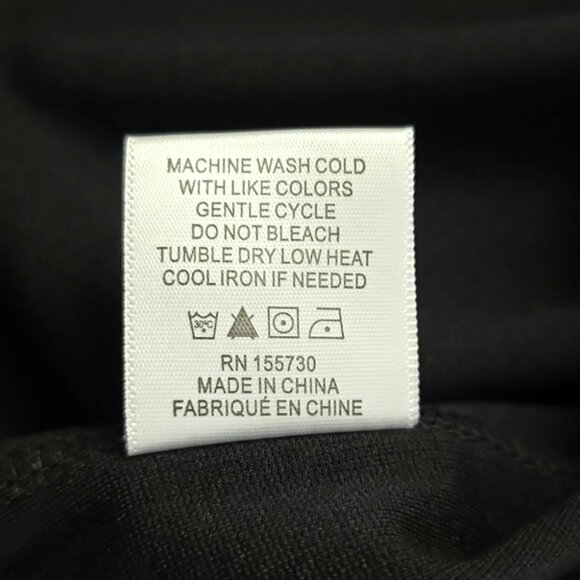 MACHINE WASH COLD
WITH LIKE COLORS
GENTLE CYCLE
DO NOT BLEACH
TUMBLE DRY LOW HEAT
COOL IRON IF NEEDED
30°C
RN 155730
MADE IN CHINA
FABRIQUÉ EN CHINE